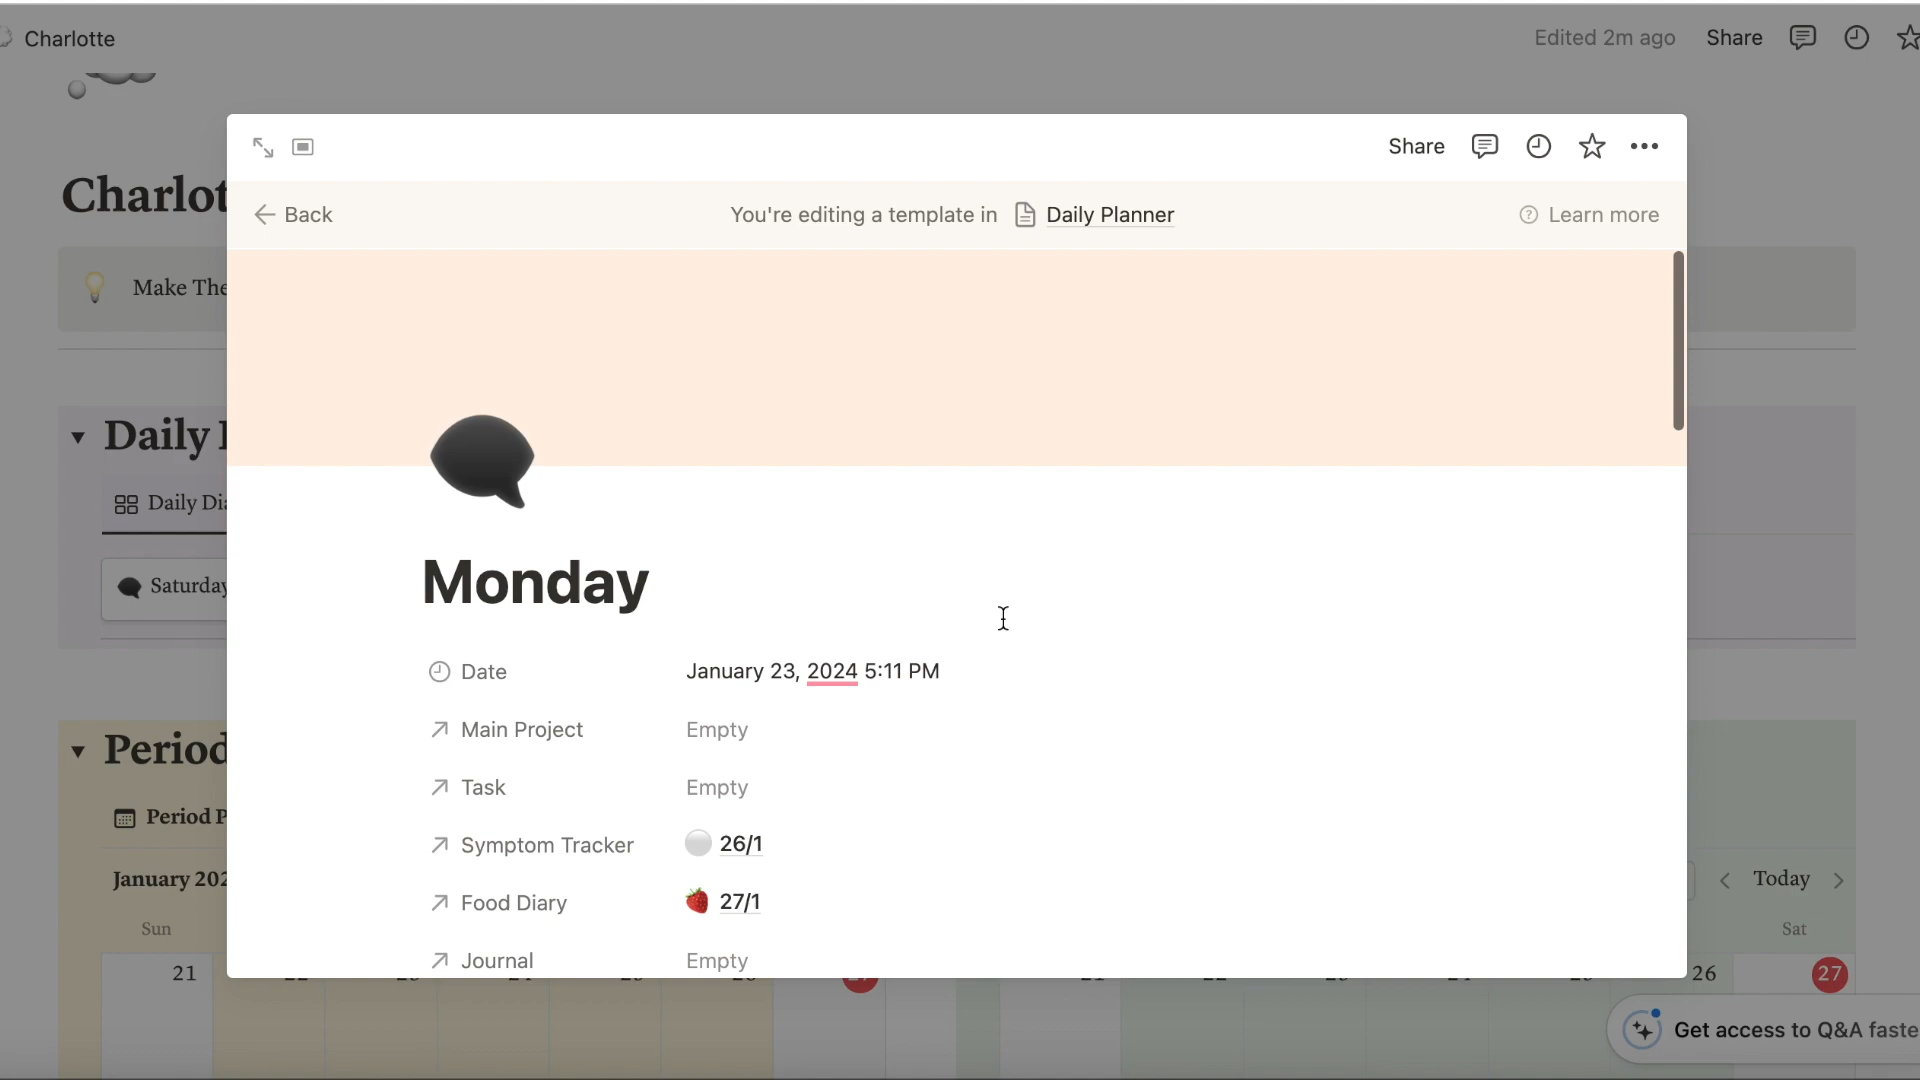 Charlotte
Edited 2m ago
Share
Charlot
Make The
Daily
Daily Dia
Saturday
Period
Period P
January 202
Sun
21
Share
Back
You're editing a template in Daily Planner
Learn more
Monday
Date January 23, 2024 5:11 PM
Main Project Empty
Task Empty
Symptom Tracker 26/1
Food Diary 27/1
Journal Empty
Today
Sat
26
27
Get access to Q&A faste